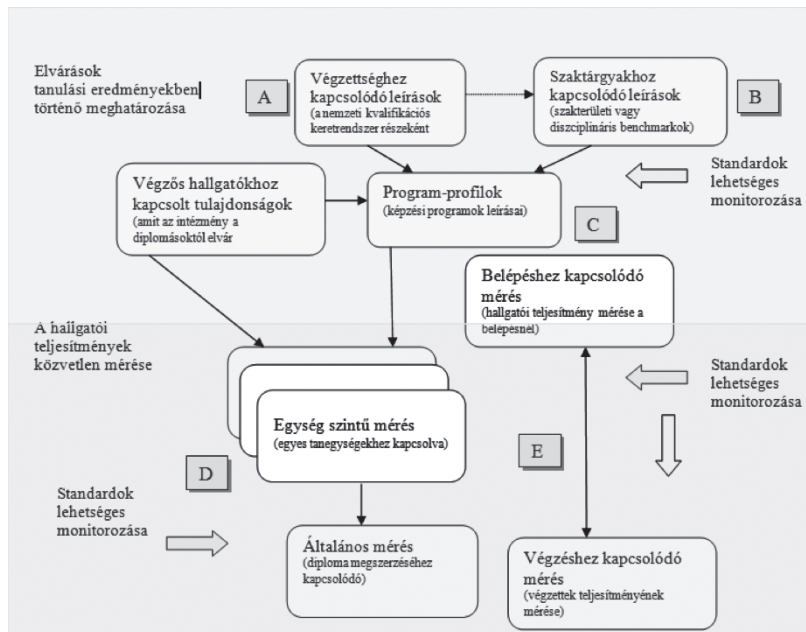 Elvárások
tanulási eredményekben
történő meghatározása
A
Végzettséghez
kapcsolódó leírások
(a nemzeti kvalifikációs
keretrendszer részeként
Szaktárgyakhoz
kapcsolódó leírások
(szakterületi vagy
diszciplináris benchmarkok)
B
Végzős hallgatókhoz
kapcsolt tulajdonságok
(amit az intézmény a
diplomásoktól elvár
Program-profilok
(képzési programok leírásai)
C
Standardok
lehetséges
monitorozása
Belépéshez kapcsolódó
mérés
(hallgatói teljesítmény mérése a
belépésnél)
A hallgatói
teljesítmények
közvetlen mérése
Standardok
lehetséges
monitorozása
Egység szintű mérés
(egyes tanegységekhez kapcsolva)
D
E
Standardok
lehetséges
monitorozása
Általános mérés
(diploma megszerzéséhez
kapcsolódó)
Végzéshez kapcsolódó
mérés
(végzettek teljesítményének
mérése)